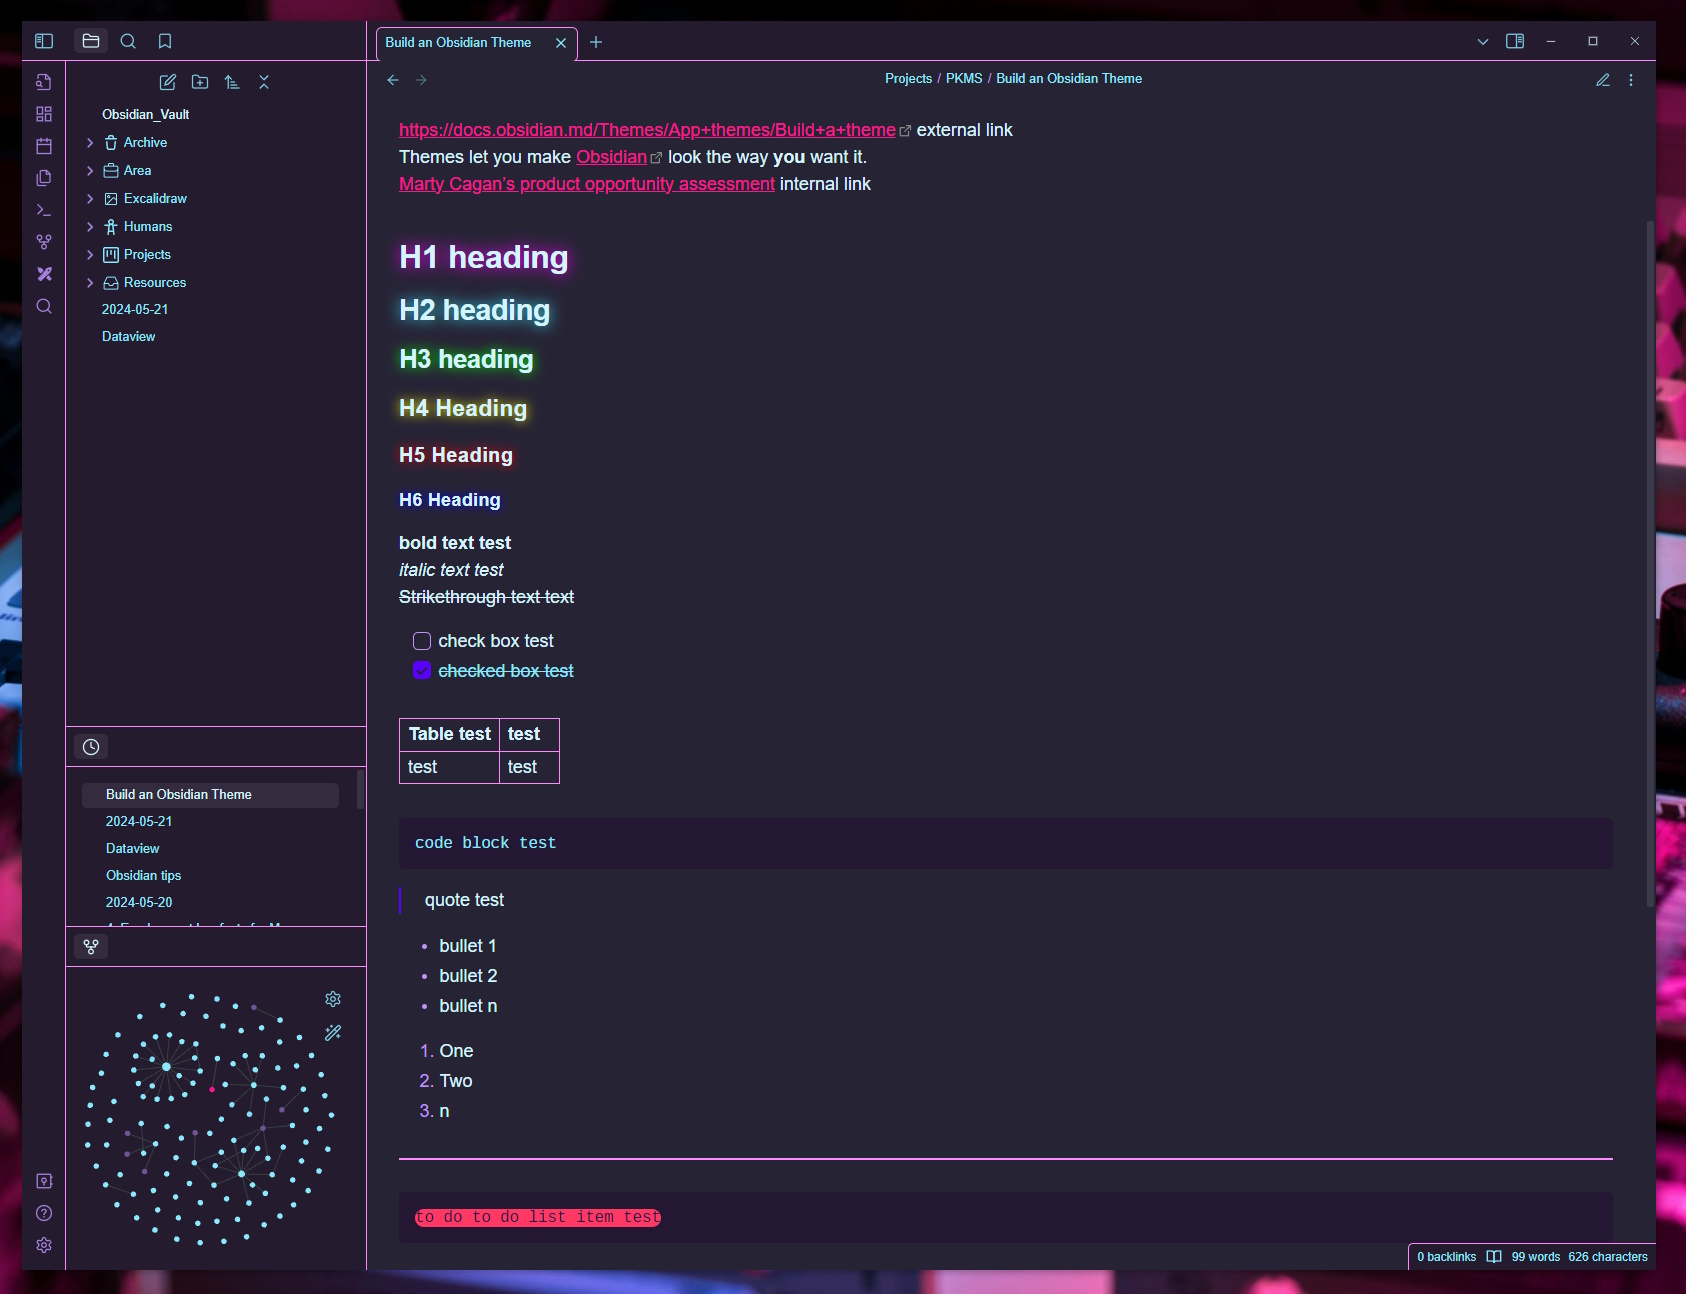 Build an Obsidian Theme
Projects / PKMS / Build an Obsidian Theme
Obsidian_Vault
Archive
Area
Excalidraw
Humans
Projects
Resources
2024-05-21
Dataview
Build an Obsidian Theme
2024-05-21
Dataview
Obsidian tips
2024-05-20
https://docs.obsidian.md/Themes/App+themes/Build+a+theme external link
Themes let you make Obsidian look the way you want it.
Marty Cagan's product opportunity assessment internal link
H1 heading
H2 heading
H3 heading
H4 Heading
H5 Heading
H6 Heading
bold text test
italic text test
Strikethrough text text
check box test
checked box test
Table test test
test test
code block test
quote test
• bullet 1
• bullet 2
• bullet n
1. One
2. Two
3. n
to do to do list item test
0 backlinks 99 words 626 characters